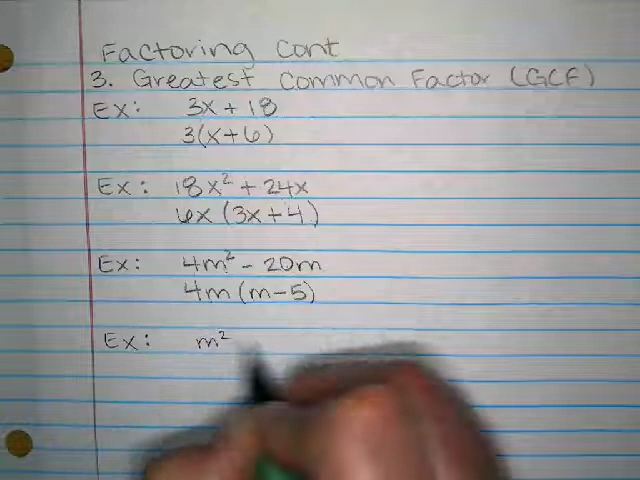 Factoring Cont
3. Greatest Common Factor (GCF)
Ex: 3x + 18
3(x+6)
Ex: 18x² + 24x
6x (3x+4)
Ex: 4m² - 20m
4m (m-5)
Ex: m²